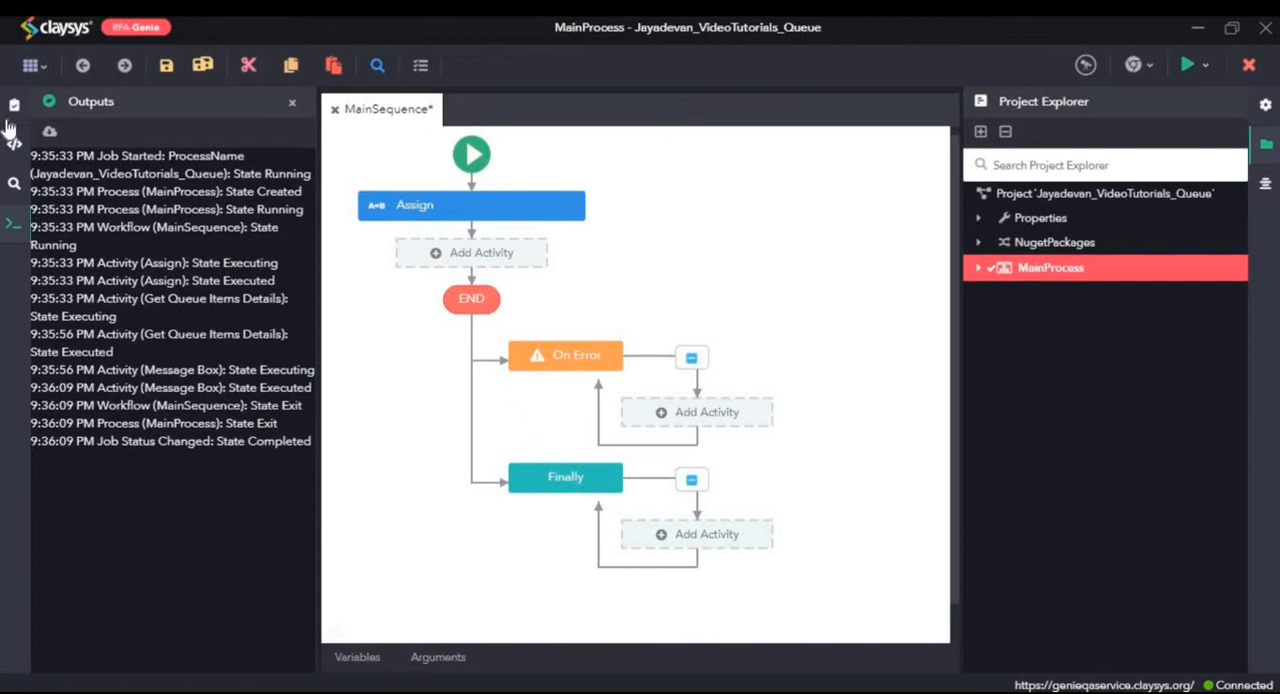 claysys RPA-Genie
MainProcess - Jayadevan_VideoTutorials_Queue
Outputs
9:35:33 PM Job Started: ProcessName
(Jayadevan_VideoTutorials_Queue): State Running
9:35:33 PM Process (MainProcess): State Created
9:35:33 PM Process (MainProcess): State Running
9:35:33 PM Workflow (MainSequence): State
Running
9:35:33 PM Activity (Assign): State Executing
9:35:33 PM Activity (Assign): State Executed
9:35:33 PM Activity (Get Queue Items Details):
State Executing
9:35:56 PM Activity (Get Queue Items Details):
State Executed
9:35:56 PM Activity (Message Box): State Executing
9:36:09 PM Activity (Message Box): State Executed
9:36:09 PM Workflow (MainSequence): State Exit
9:36:09 PM Process (MainProcess): State Exit
9:36:09 PM Job Status Changed: State Completed
MainSequence*
A=B Assign
Add Activity
END
On Error
Add Activity
Finally
Add Activity
Variables Arguments
Project Explorer
Search Project Explorer
Project 'Jayadevan_VideoTutorials_Queue'
Properties
NugetPackages
MainProcess
https://genieqaservice.claysys.org/ Connected